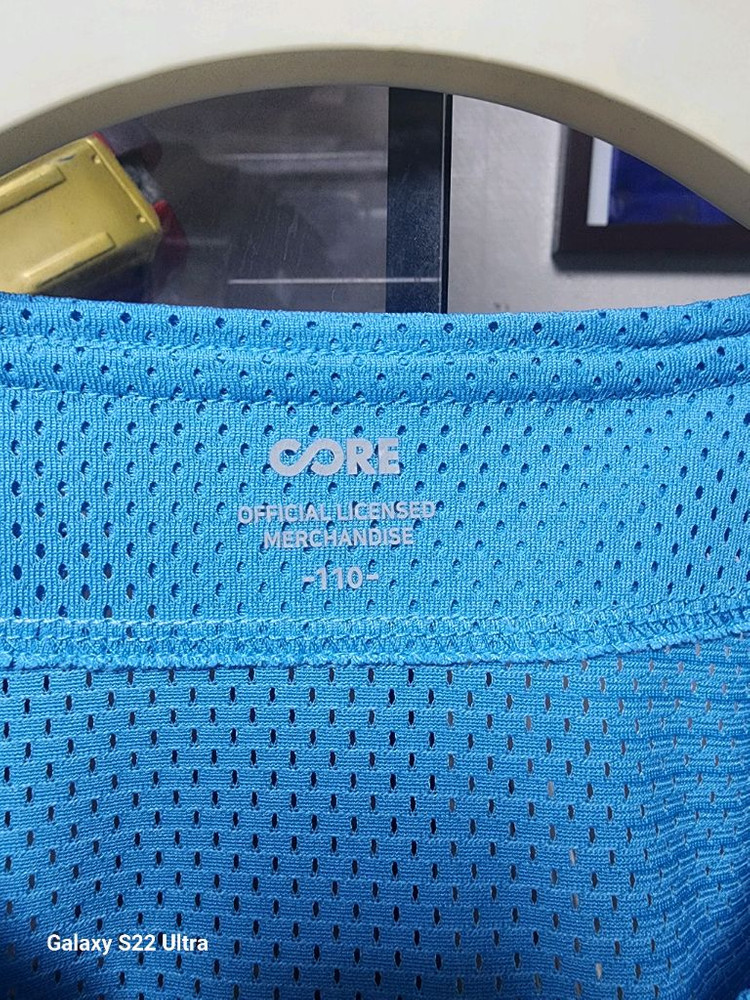 CORE
OFFICIAL LICENSED
MERCHANDISE
-110-
Galaxy S22 Ultra